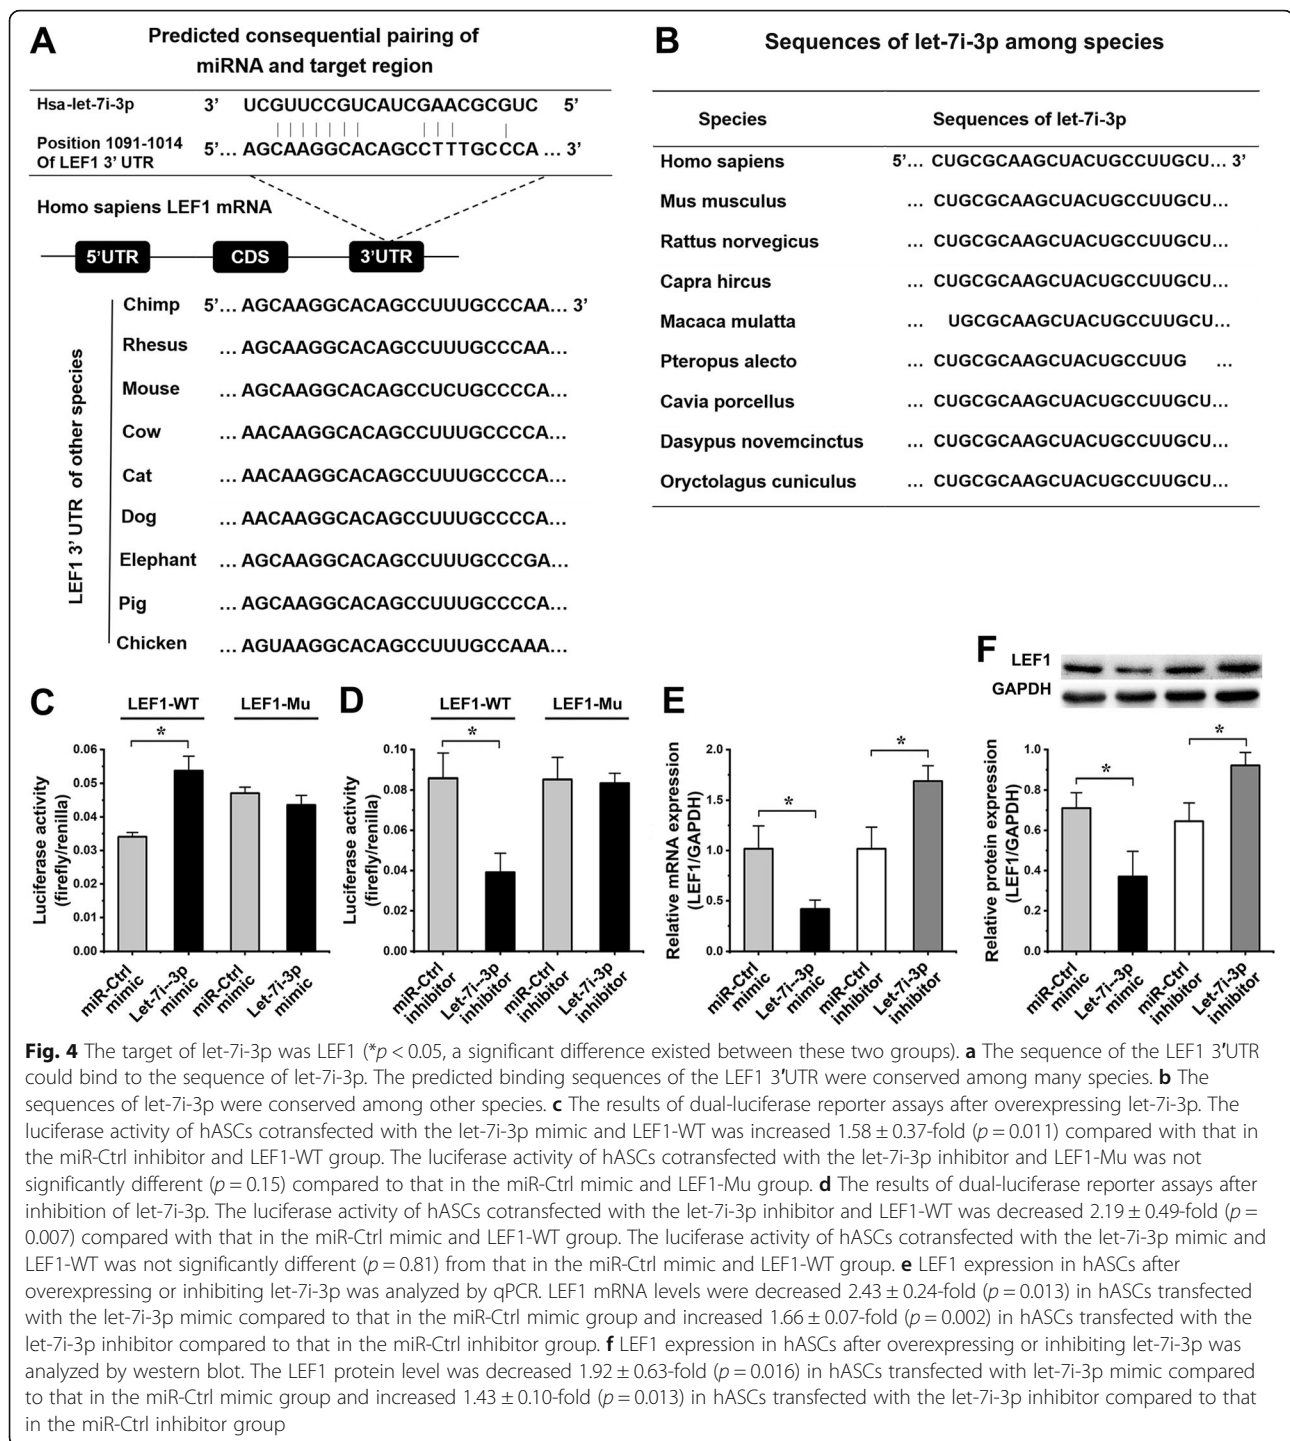 A
Predicted consequential pairing of
miRNA and target region
Hsa-let-7i-3p 3’ UCGUUCCGUCAUCGAACGCGUC 5’
Position 1091-1014
Of LEF1 3’ UTR
5’... AGCAAGGCACAGCCTTTGCCCA ... 3’
Homo sapiens LEF1 mRNA
5’UTR CDS 3’UTR
LEF1 3’ UTR of other species
Chimp 5’... AGCAAGGCACAGCCUUUGCCCAA... 3’
Rhesus ... AGCAAGGCACAGCCUUUGCCCAA...
Mouse ... AGCAAGGCACAGCCUCUGCCCCA...
Cow ... AACAAGGCACAGCCUUUGCCCCA...
Cat ... AACAAGGCACAGCCUUUGCCCCA...
Dog ... AACAAGGCACAGCCUUUGCCCCA...
Elephant ... AGCAAGGCACAGCCUUUGCCCGA...
Pig ... AGCAAGGCACAGCCUUUGCCCCA...
Chicken ... AGUAAGGCACAGCCUUUGCCAAA...
B
Sequences of let-7i-3p among species
Species Sequences of let-7i-3p
Homo sapiens 5’... CUGCGCAAGCUACUGCCUUGCU... 3’
Mus musculus ... CUGCGCAAGCUACUGCCUUGCU...
Rattus norvegicus ... CUGCGCAAGCUACUGCCUUGCU...
Capra hircus ... CUGCGCAAGCUACUGCCUUGCU...
Macaca mulatta ... UGCGCAAGCUACUGCCUUGCU...
Pteropus alecto ... CUGCGCAAGCUACUGCCUUG ...
Cavia porcellus ... CUGCGCAAGCUACUGCCUUGCU...
Dasypus novemcinctus ... CUGCGCAAGCUACUGCCUUGCU...
Oryctolagus cuniculus ... CUGCGCAAGCUACUGCCUUGCU...
C
LEF1-WT LEF1-Mu
Luciferase activity
(firefly/renilla)
0.06
0.05
0.04
0.03
0.02
0.01
0.00
*
miR-Ctrl mimic
Let-7i--3p mimic
miR-Ctrl mimic
Let-7i-3p mimic
D
LEF1-WT LEF1-Mu
Luciferase activity
(firefly/renilla)
0.10
0.08
0.06
0.04
0.02
0.00
*
miR-Ctrl inhibitor
Let-7i--3p inhibitor
miR-Ctrl inhibitor
Let-7i-3p inhibitor
E
Relative mRNA expression
(LEF1/GAPDH)
2.0
1.5
1.0
0.5
0.0
*
*
miR-Ctrl mimic
Let-7i--3p mimic
miR-Ctrl inhibitor
Let-7i-3p inhibitor
F
LEF1
GAPDH
Relative protein expression
(LEF1/GAPDH)
1.0
0.8
0.6
0.4
0.2
0.0
*
*
miR-Ctrl mimic
Let-7i--3p mimic
miR-Ctrl inhibitor
Let-7i-3p inhibitor
Fig. 4 The target of let-7i-3p was LEF1 (*p < 0.05, a significant difference existed between these two groups). a The sequence of the LEF1 3′UTR
could bind to the sequence of let-7i-3p. The predicted binding sequences of the LEF1 3′UTR were conserved among many species. b The
sequences of let-7i-3p were conserved among other species. c The results of dual-luciferase reporter assays after overexpressing let-7i-3p. The
luciferase activity of hASCs cotransfected with the let-7i-3p mimic and LEF1-WT was increased 1.58 ± 0.37-fold (p = 0.011) compared with that in
the miR-Ctrl inhibitor and LEF1-WT group. The luciferase activity of hASCs cotransfected with the let-7i-3p inhibitor and LEF1-Mu was not
significantly different (p = 0.15) compared to that in the miR-Ctrl mimic and LEF1-Mu group. d The results of dual-luciferase reporter assays after
inhibition of let-7i-3p. The luciferase activity of hASCs cotransfected with the let-7i-3p inhibitor and LEF1-WT was decreased 2.19 ± 0.49-fold (p =
0.007) compared with that in the miR-Ctrl mimic and LEF1-WT group. The luciferase activity of hASCs cotransfected with the let-7i-3p mimic and
LEF1-WT was not significantly different (p = 0.81) from that in the miR-Ctrl mimic and LEF1-WT group. e LEF1 expression in hASCs after
overexpressing or inhibiting let-7i-3p was analyzed by qPCR. LEF1 mRNA levels were decreased 2.43 ± 0.24-fold (p = 0.013) in hASCs transfected
with the let-7i-3p mimic compared to that in the miR-Ctrl mimic group and increased 1.66 ± 0.07-fold (p = 0.002) in hASCs transfected with the
let-7i-3p inhibitor compared to that in the miR-Ctrl inhibitor group. f LEF1 expression in hASCs after overexpressing or inhibiting let-7i-3p was
analyzed by western blot. The LEF1 protein level was decreased 1.92 ± 0.63-fold (p = 0.016) in hASCs transfected with let-7i-3p mimic compared
to that in the miR-Ctrl mimic group and increased 1.43 ± 0.10-fold (p = 0.013) in hASCs transfected with the let-7i-3p inhibitor compared to that
in the miR-Ctrl inhibitor group